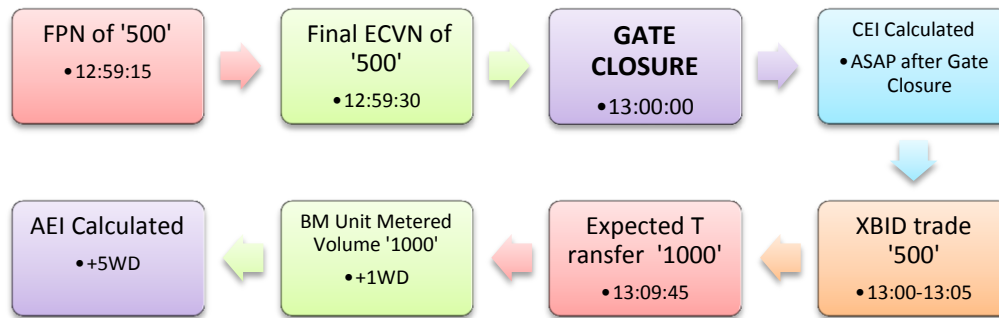 FPN of '500'
•12:59:15
Final ECVN of
'500'
•12:59:30
GATE
CLOSURE
•13:00:00
CEI Calculated
•ASAP after Gate
Closure
XBID trade
'500'
•13:00-13:05
Expected T
ransfer '1000'
•13:09:45
BM Unit Metered
Volume '1000'
•+1WD
AEI Calculated
•+5WD